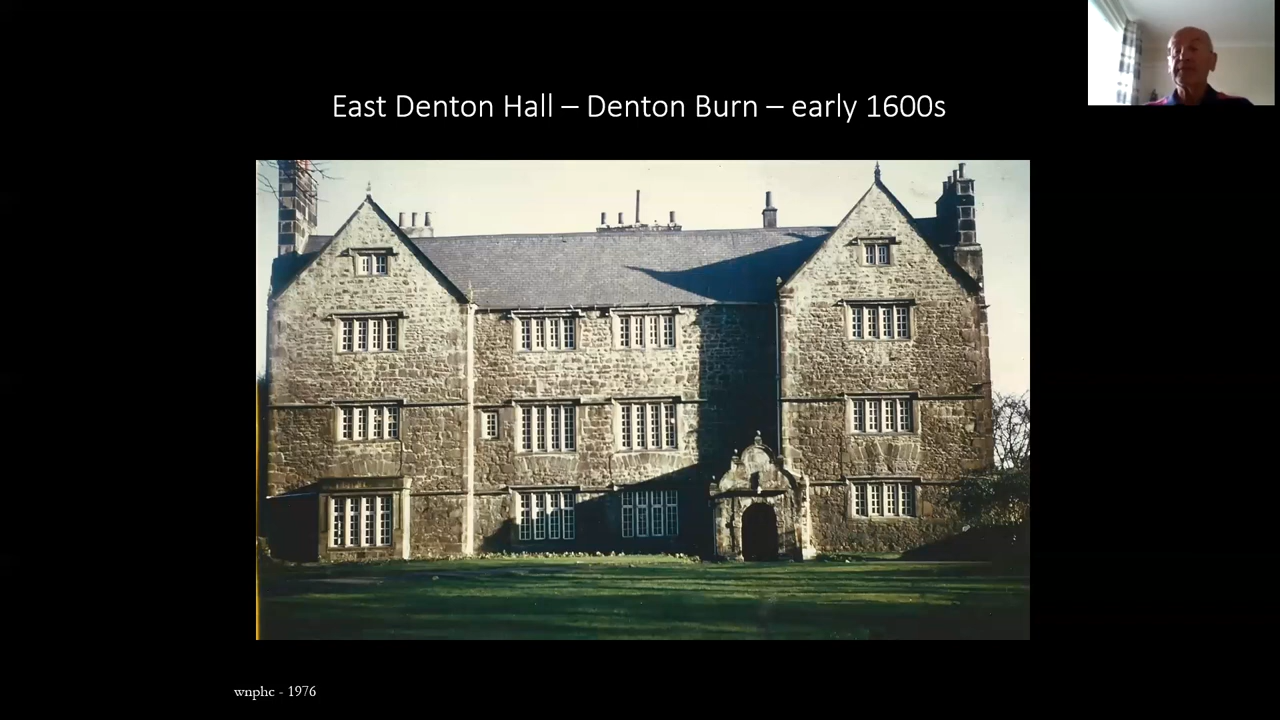 East Denton Hall – Denton Burn – early 1600s
wnphc - 1976